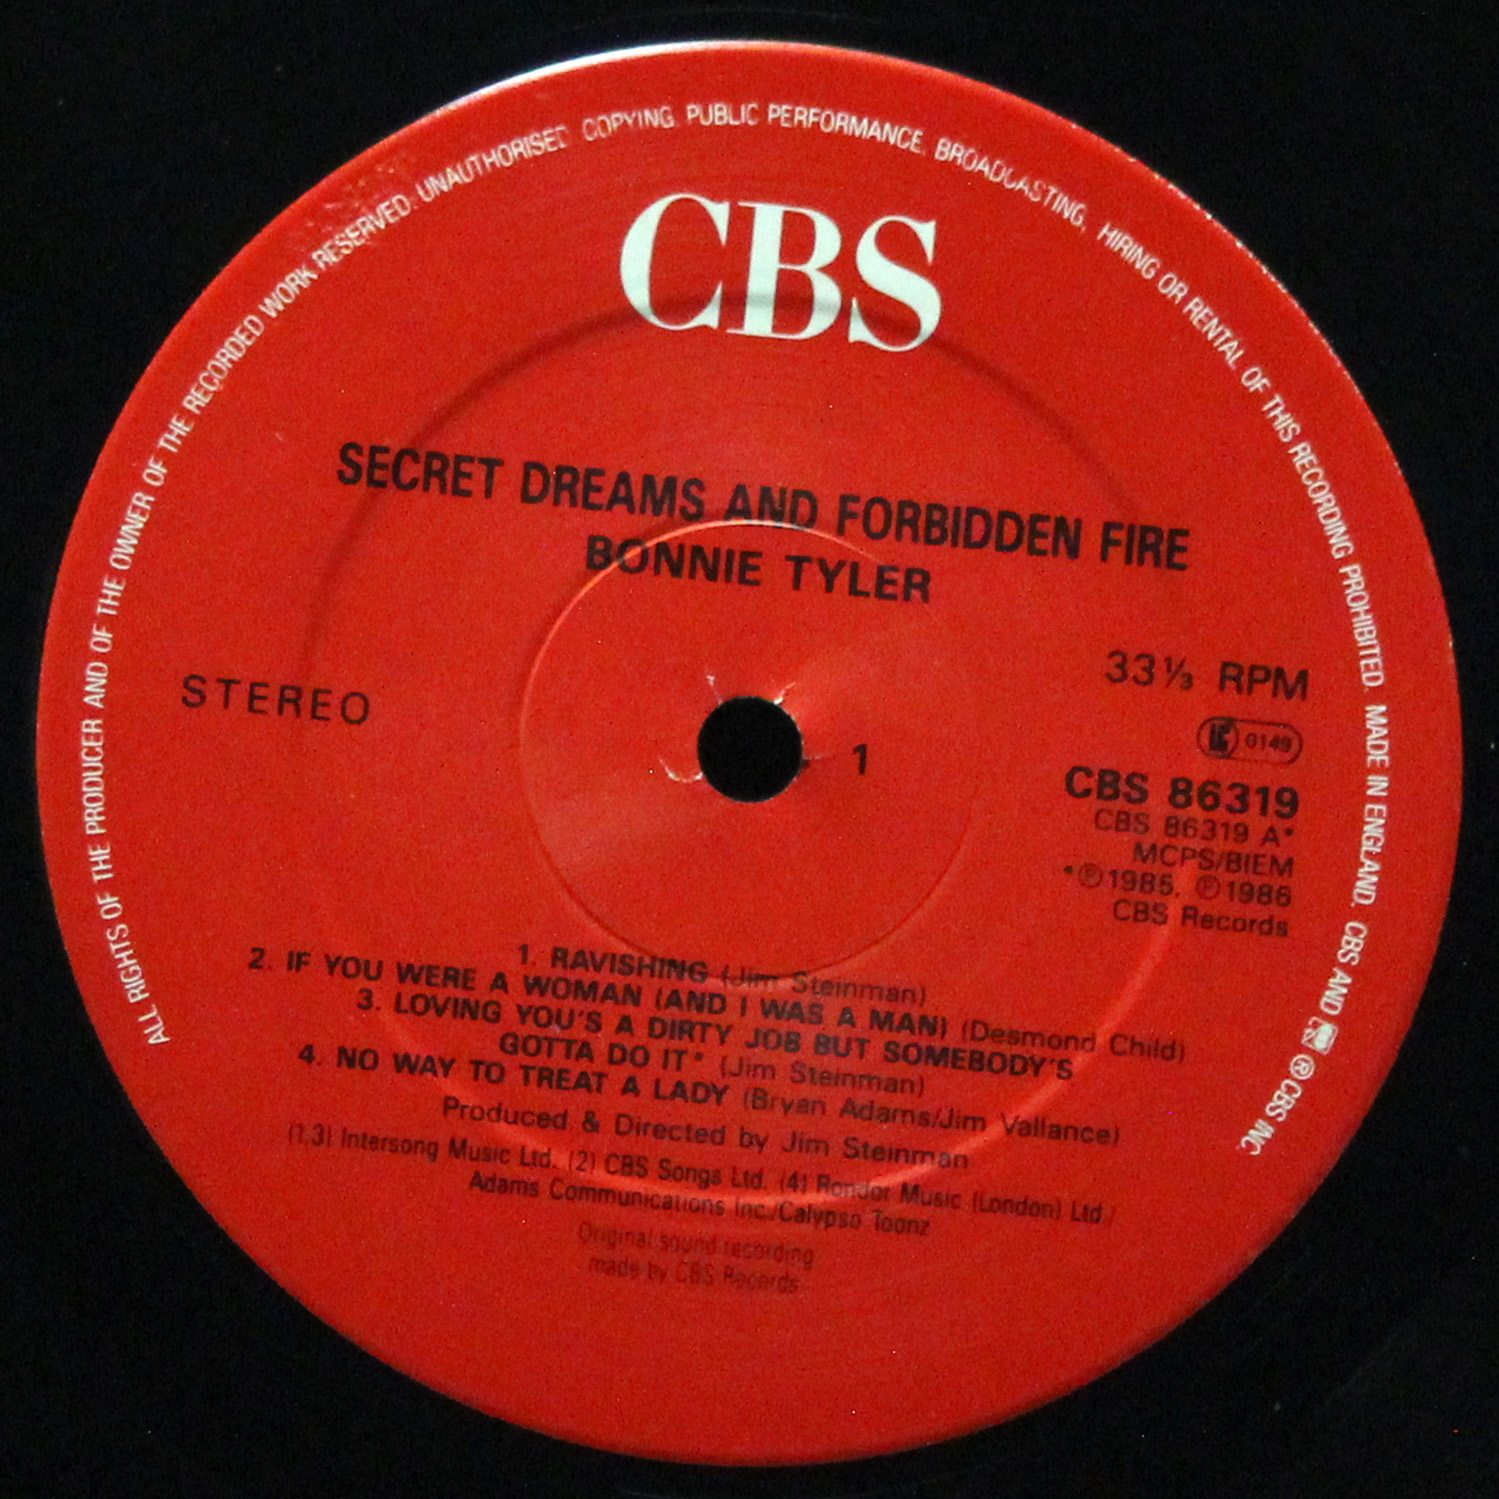 ALL RIGHTS OF THE PRODUCER AND OF THE OWNER OF THE RECORDED WORK RESERVED. UNAUTHORISED COPYING. PUBLIC PERFORMANCE. BROADCASTING, HIRING OR RENTAL OF THIS RECORDING PROHIBITED. MADE IN ENGLAND. CBS AND ® CBS INC
CBS
SECRET DREAMS AND FORBIDDEN FIRE
BONNIE TYLER
STEREO
33⅓ RPM
LC 0149
1
CBS 86319
CBS 86319 A*
MCPS/BIEM
*℗1985, ℗1986
CBS Records
1. RAVISHING (Jim Steinman)
2. IF YOU WERE A WOMAN (AND I WAS A MAN) (Desmond Child)
3. LOVING YOU'S A DIRTY JOB BUT SOMEBODY'S
GOTTA DO IT* (Jim Steinman)
4. NO WAY TO TREAT A LADY (Bryan Adams/Jim Vallance)
Produced & Directed by Jim Steinman
(1,3) Intersong Music Ltd. (2) CBS Songs Ltd. (4) Rondor Music (London) Ltd./
Adams Communications Inc./Calypso Toonz
Original sound recording
made by CBS Records